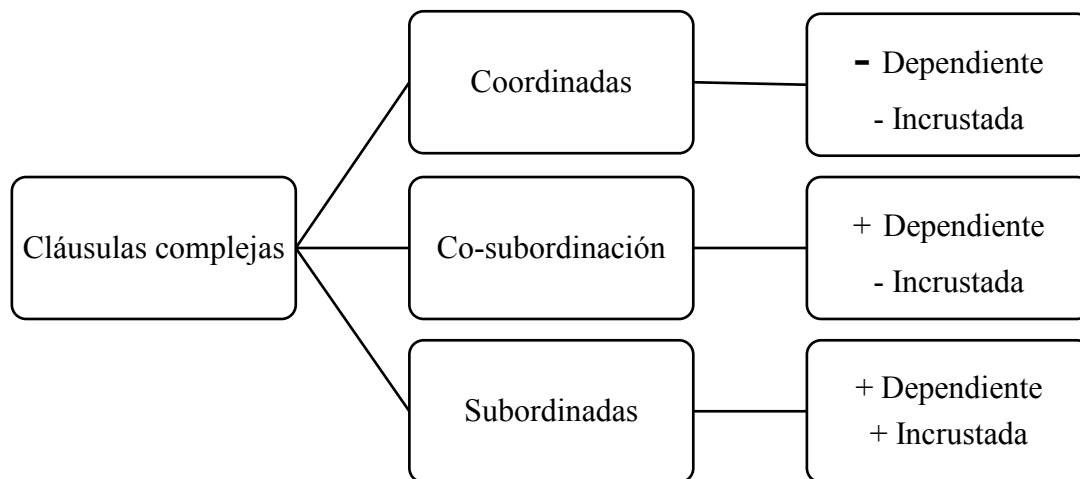 Cláusulas complejas
Coordinadas
- Dependiente
- Incrustada
Co-subordinación
+ Dependiente
- Incrustada
Subordinadas
+ Dependiente
+ Incrustada